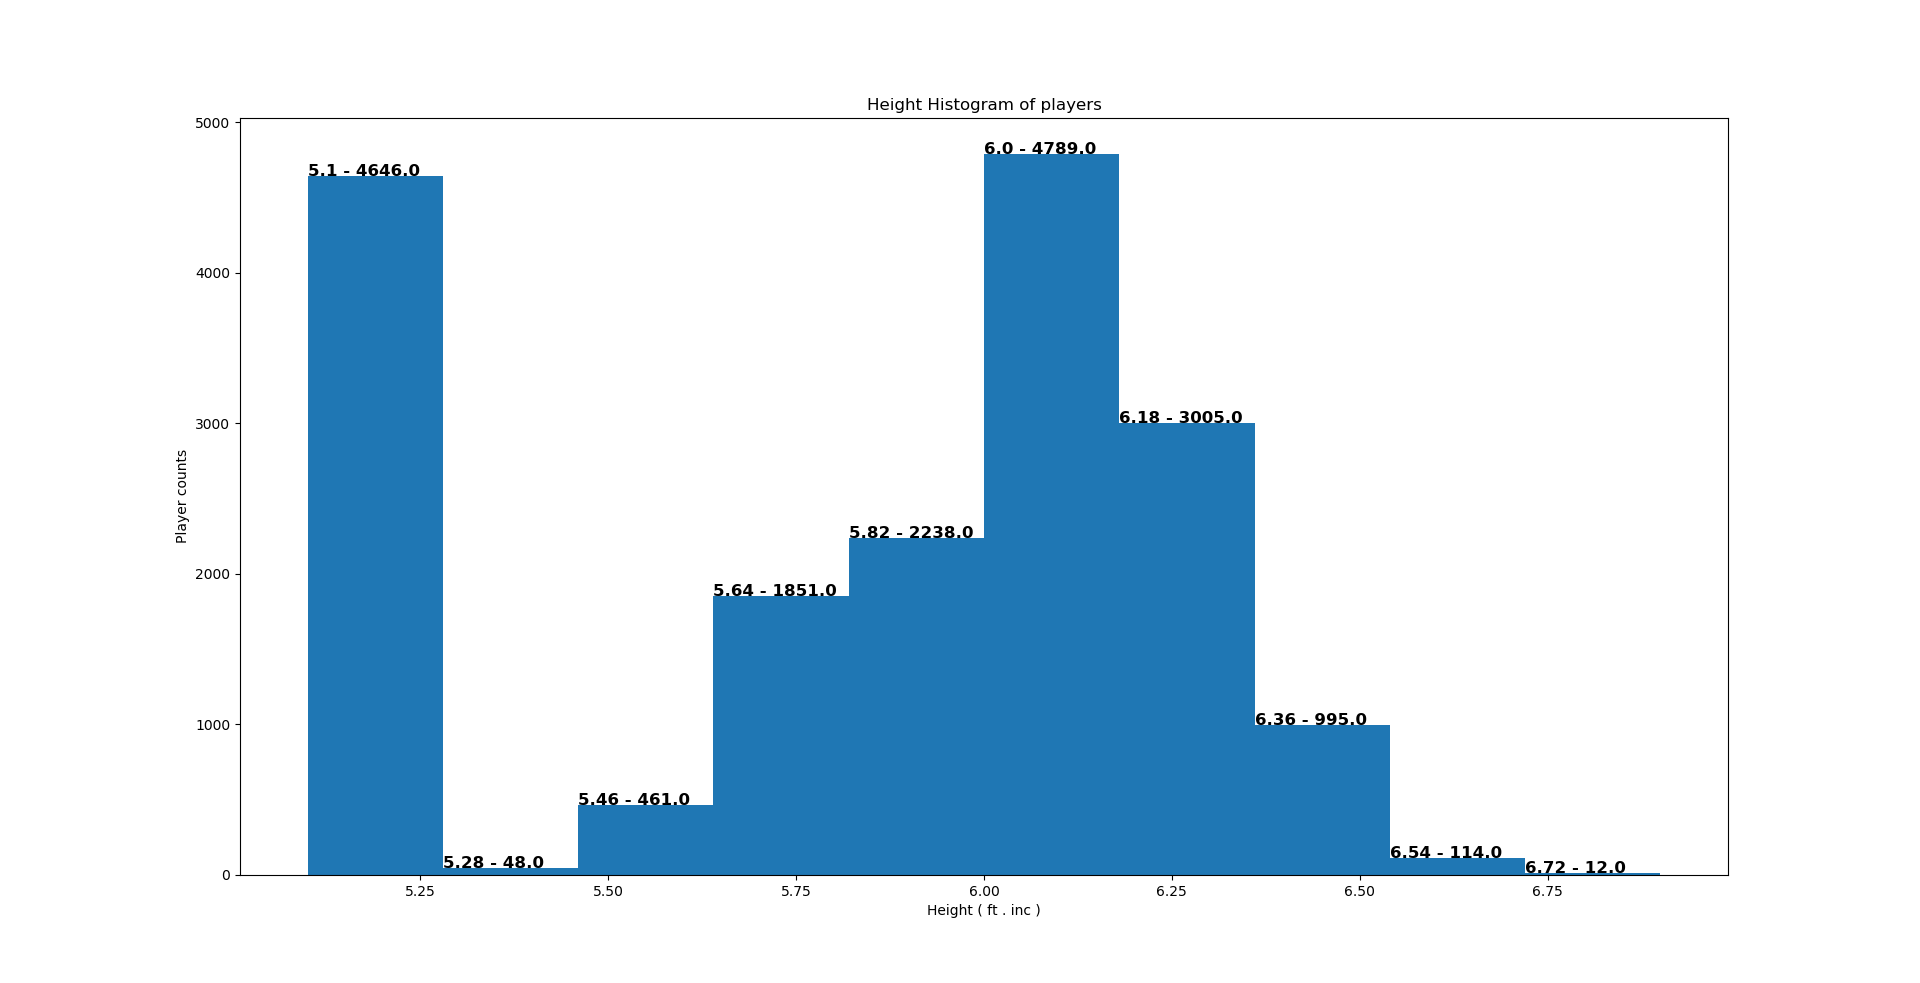 Height Histogram of players
5000
4000
3000
2000
1000
0
Player counts
5.1 - 4646.0
5.28 - 48.0
5.46 - 461.0
5.64 - 1851.0
5.82 - 2238.0
6.0 - 4789.0
6.18 - 3005.0
6.36 - 995.0
6.54 - 114.0
6.72 - 12.0
5.25 5.50 5.75 6.00 6.25 6.50 6.75
Height ( ft . inc )